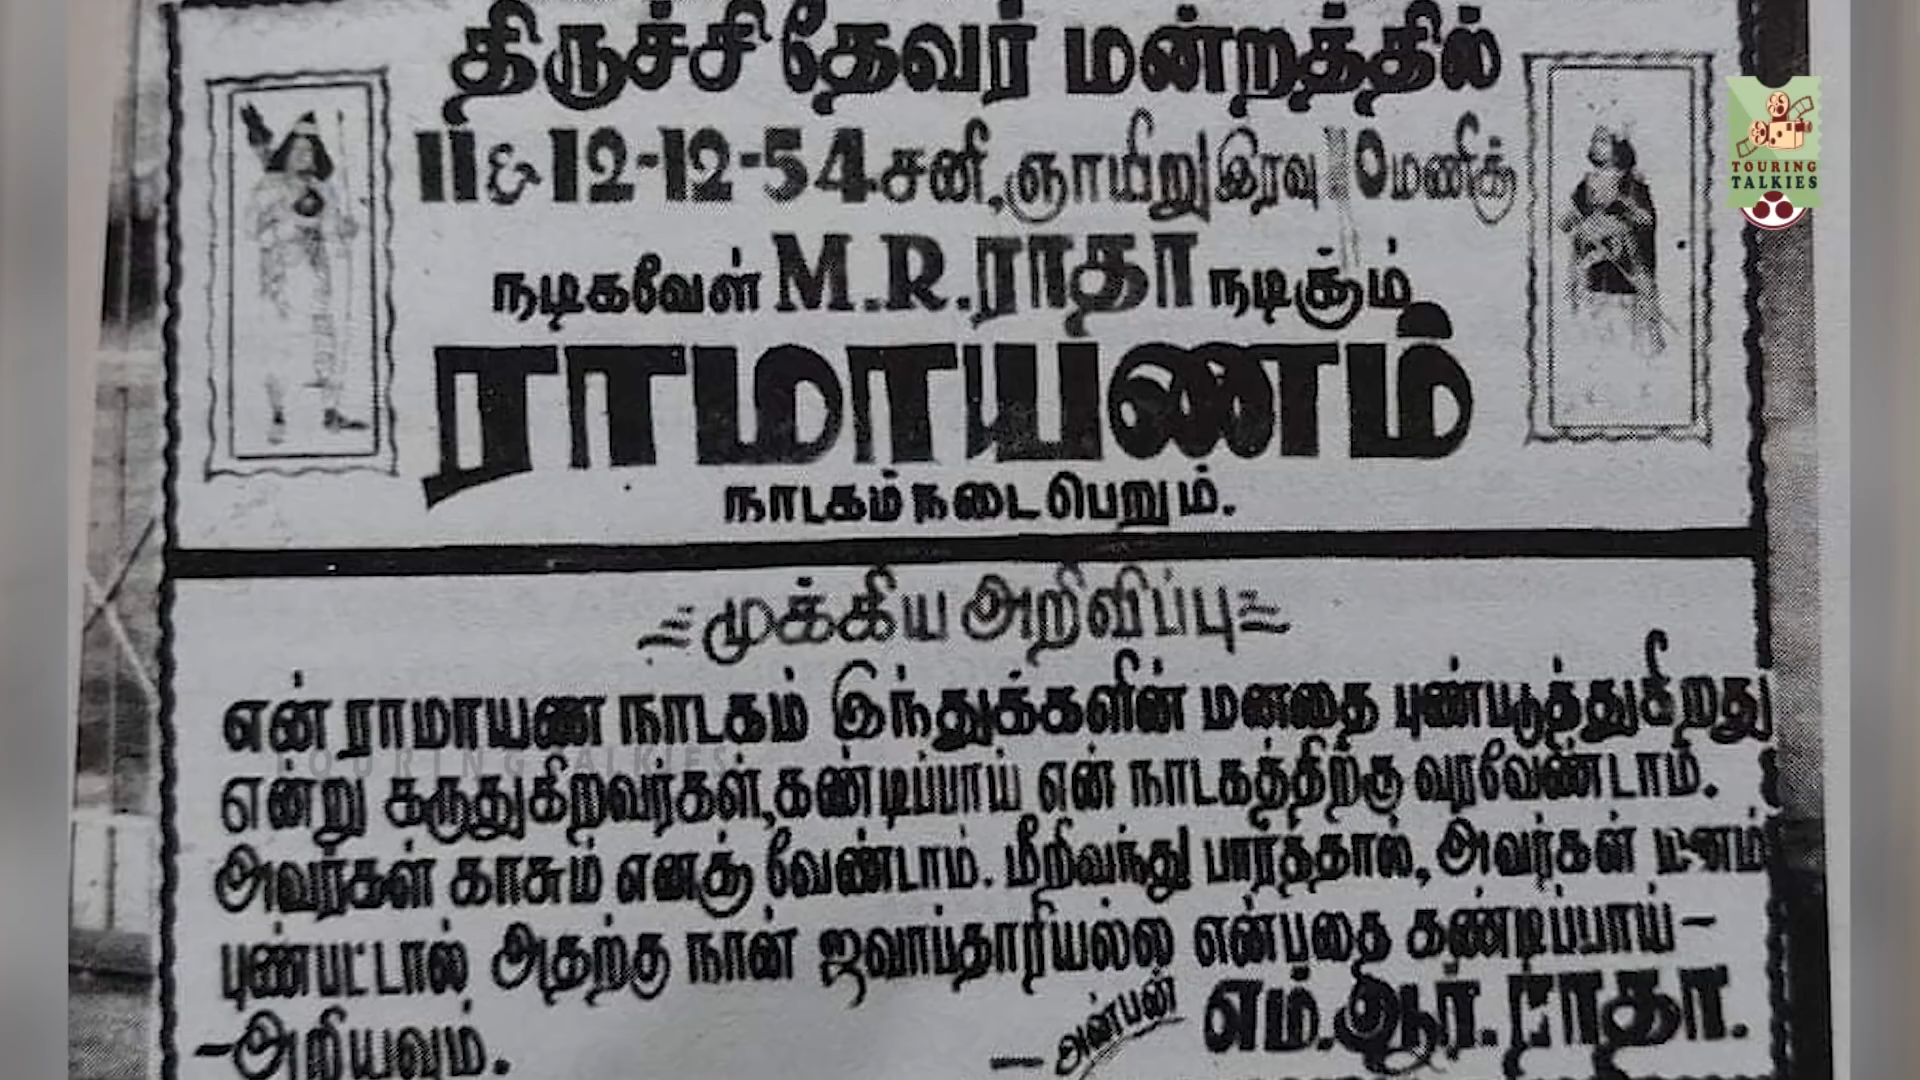 திருச்சி தேவர் மன்றத்தில்
11&12-12-54 சனி, ஞாயிறு இரவு 10 மணிக்கு
நடிகவேள் M.R.ராதா நடிக்கும்
ராமாயணம்
நாடகம் நடைபெறும்.
முக்கிய அறிவிப்பு
என் ராமாயண நாடகம் இந்துக்களின் மனதை புண்படுத்துகிறது
என்று கருதுகிறவர்கள், கண்டிப்பாய் என் நாடகத்திற்கு வரவேண்டாம்.
அவர்கள் காசும் எனக்கு வேண்டாம். மீறிவந்து பார்த்தால், அவர்கள் மனம்
புண்பட்டால் அதற்கு நான் ஜவாப்தாரியல்ல என்பதை கண்டிப்பாய் –
– அறியவும்.
— அன்பன் எம்.ஆர். ராதா.
TOURING
TALKIES
TOURING TALKIES